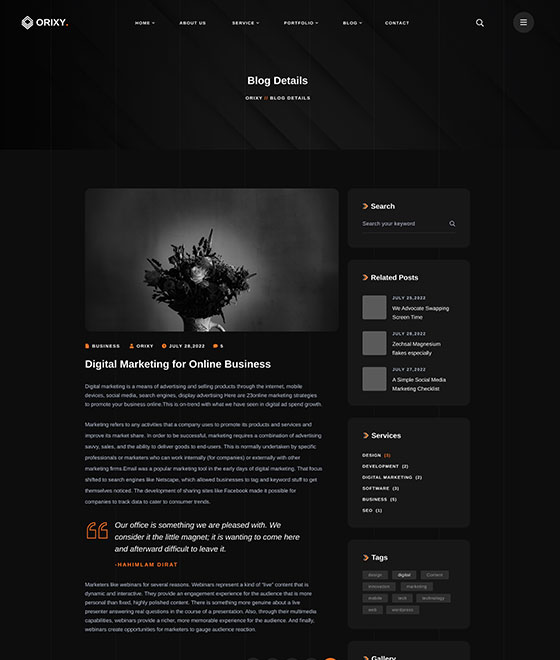 ORIXY.
HOME
ABOUT US
SERVICE
PORTFOLIO
BLOG
CONTACT
Blog Details
ORIXY // BLOG DETAILS
BUSINESS ORIXY JULY 28,2022 5
Digital Marketing for Online Business
Digital marketing is a means of advertising and selling products through the internet, mobile
devices, social media, search engines, display advertising Here are 23online marketing strategies
to promote your business online.This is on-trend with what we have seen in digital ad spend growth.
Marketing refers to any activities that a company uses to promote its products and services and
improve its market share. In order to be successful, marketing requires a combination of advertising
savvy, sales, and the ability to deliver goods to end-users. This is normally undertaken by specific
professionals or marketers who can work internally (for companies) or externally with other
marketing firms.Email was a popular marketing tool in the early days of digital marketing. That focus
shifted to search engines like Netscape, which allowed businesses to tag and keyword stuff to get
themselves noticed. The development of sharing sites like Facebook made it possible for
companies to track data to cater to consumer trends.
Our office is something we are pleased with. We
consider it the little magnet; it is wanting to come here
and afterward difficult to leave it.
-HAHIMLAM DIRAT
Marketers like webinars for several reasons. Webinars represent a kind of "live" content that is
dynamic and interactive. They provide an engagement experience for the audience that is more
personal than fixed, highly polished content. There is something more genuine about a live
presenter answering real questions in the course of a presentation. Also, through their multimedia
capabilities, webinars provide a richer, more memorable experience for the audience. And finally,
webinars create opportunities for marketers to gauge audience reaction.
Search
Search your keyword
Related Posts
JULY 25,2022
We Advocate Swapping
Screen Time
JULY 26,2022
Zechsal Magnesium
flakes especially
JULY 27,2022
A Simple Social Media
Marketing Checklist
Services
DESIGN (3)
DEVELOPMENT (2)
DIGITAL MARKETING (2)
SOFTWARE (3)
BUSINESS (5)
SEO (1)
Tags
design digital Content
innovation marketing
mobile tech technology
web wordpress
Gallery